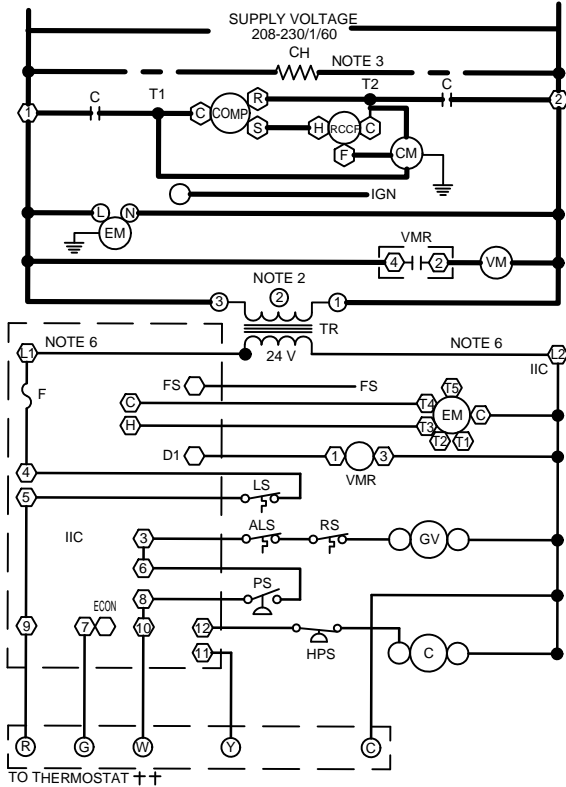 SUPPLY VOLTAGE
208-230/1/60
CH
NOTE 3
C
T1
T2
C
1
C
COMP
R
S
H
RCCF
C
F
CM
2
IGN
L
N
EM
VMR
4
2
VM
NOTE 2
3
2
1
TR
24 V
L1
NOTE 6
NOTE 6
L2
IIC
F
FS
FS
C
H
T5
T4
EM
C
T3
T2
T1
D1
1
3
VMR
4
5
LS
IIC
3
ALS
RS
GV
6
8
PS
ECON
9
7
10
12
11
HPS
C
R
G
W
Y
C
TO THERMOSTAT ††